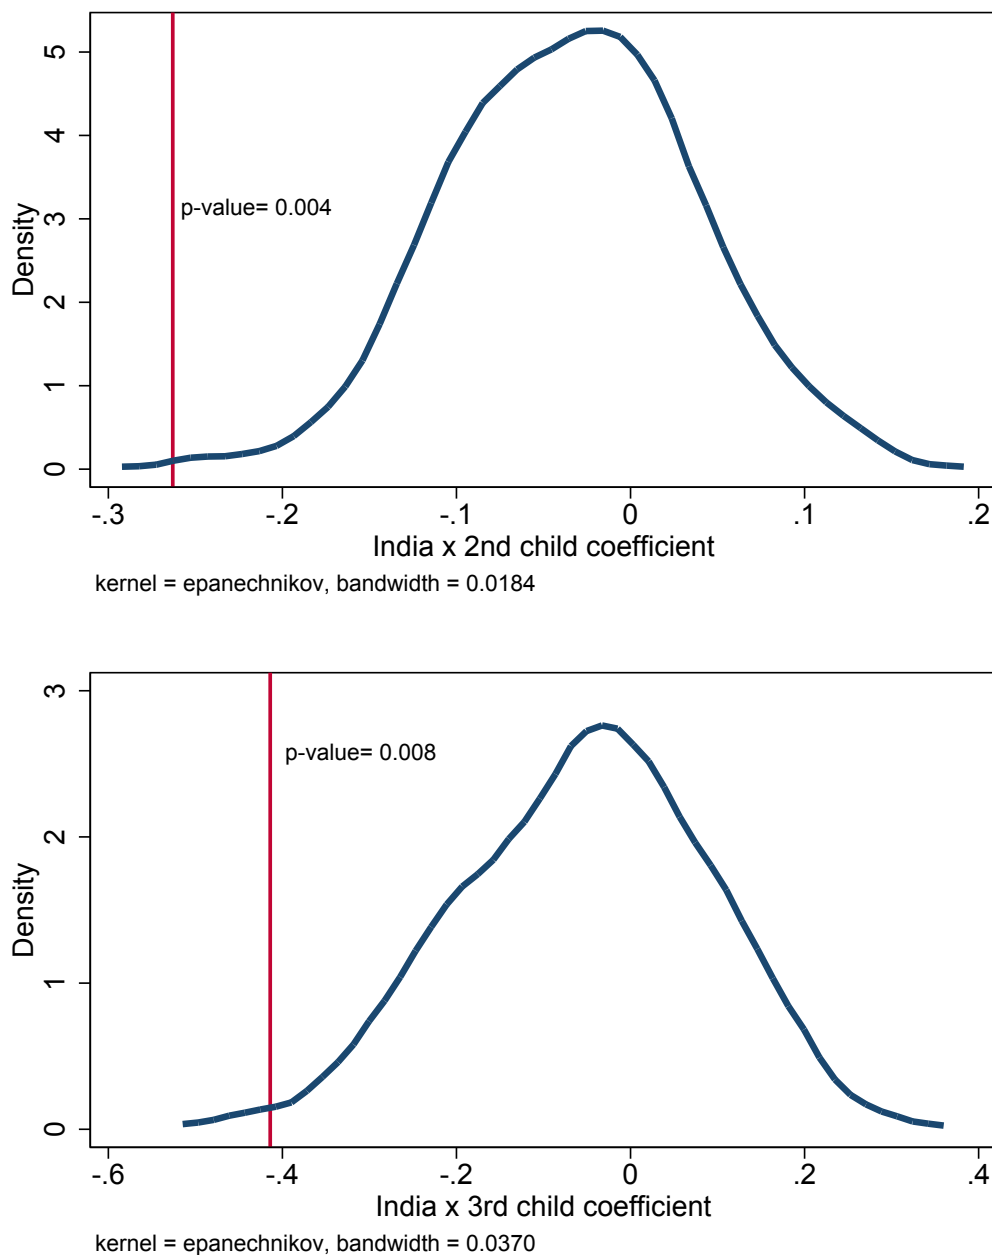 5
4
3
2
1
0
Density
p-value= 0.004
-.3 -.2 -.1 0 .1 .2
India x 2nd child coefficient
kernel = epanechnikov, bandwidth = 0.0184
3
2
1
0
Density
p-value= 0.008
-.6 -.4 -.2 0 .2 .4
India x 3rd child coefficient
kernel = epanechnikov, bandwidth = 0.0370